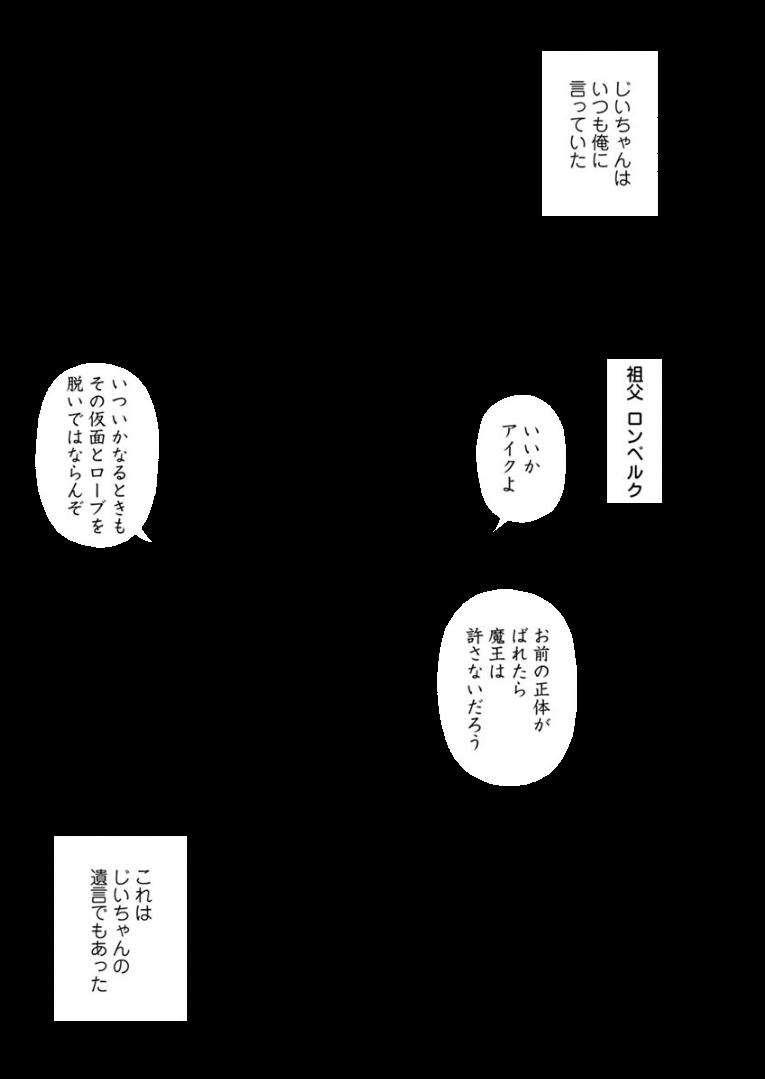 じいちゃんは
いつも俺に
言っていた
祖父 ロンベルク
いいか
アイクよ
いついかなるときも
その仮面とローブを
脱いではならんぞ
お前の正体が
ばれたら
魔王は
許さないだろう
これは
じいちゃんの
遺言でもあった